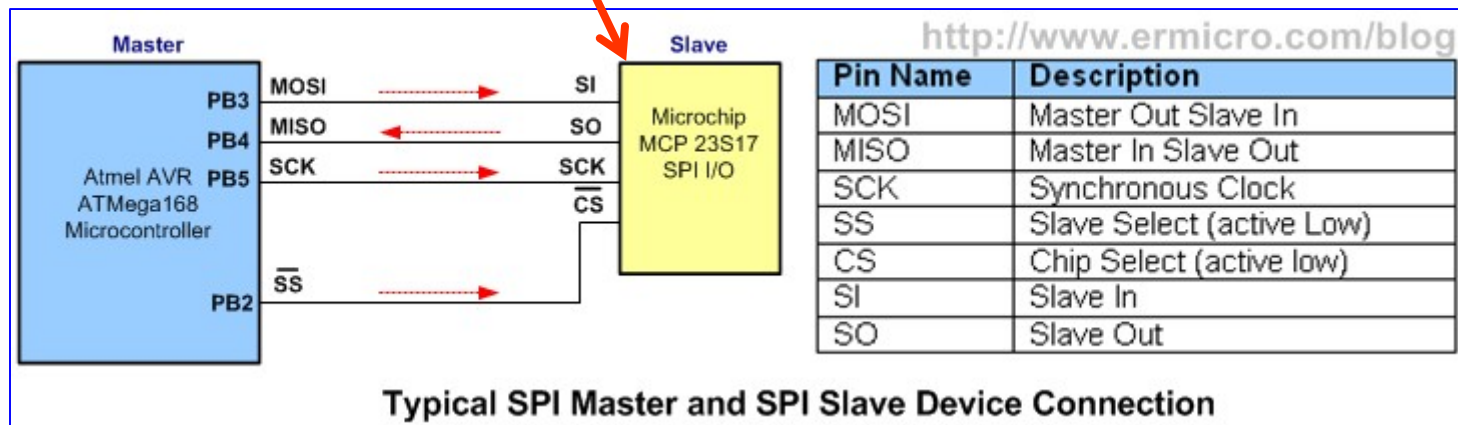 http://www.ermicro.com/blog
Master
Slave
PB3
MOSI
SI
PB4
MISO
SO
PB5
SCK
SCK
CS
Atmel AVR
ATMega168
Microcontroller
PB2
SS
Microchip
MCP 23S17
SPI I/O
Pin Name Description
MOSI Master Out Slave In
MISO Master In Slave Out
SCK Synchronous Clock
SS Slave Select (active Low)
CS Chip Select (active low)
SI Slave In
SO Slave Out
Typical SPI Master and SPI Slave Device Connection